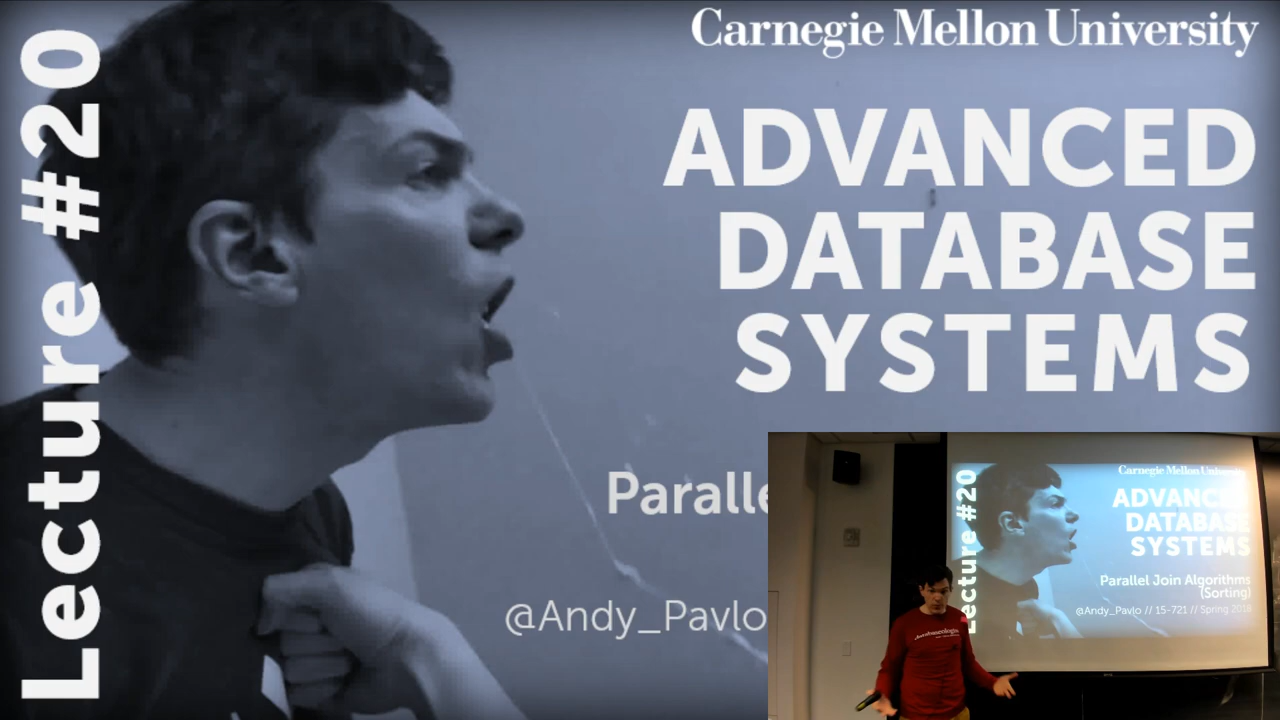 Lecture #20
Carnegie Mellon University
ADVANCED
DATABASE
SYSTEMS
Paralle
@Andy_Pavlo
Lecture #20
Carnegie Mellon University
ADVANCED
DATABASE
SYSTEMS
Parallel Join Algorithms
(Sorting)
@Andy_Pavlo // 15-721 // Spring 2018